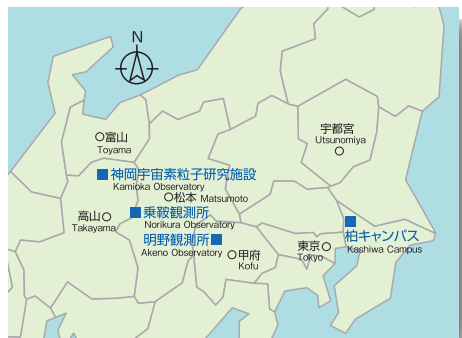 N
富山
Toyama
宇都宮
Utsunomiya
神岡宇宙素粒子研究施設
Kamioka Observatory
松本 Matsumoto
高山
Takayama
乗鞍観測所
Norikura Observatory
明野観測所
Akeno Observatory
甲府
Kofu
東京
Tokyo
柏キャンパス
Kashiwa Campus